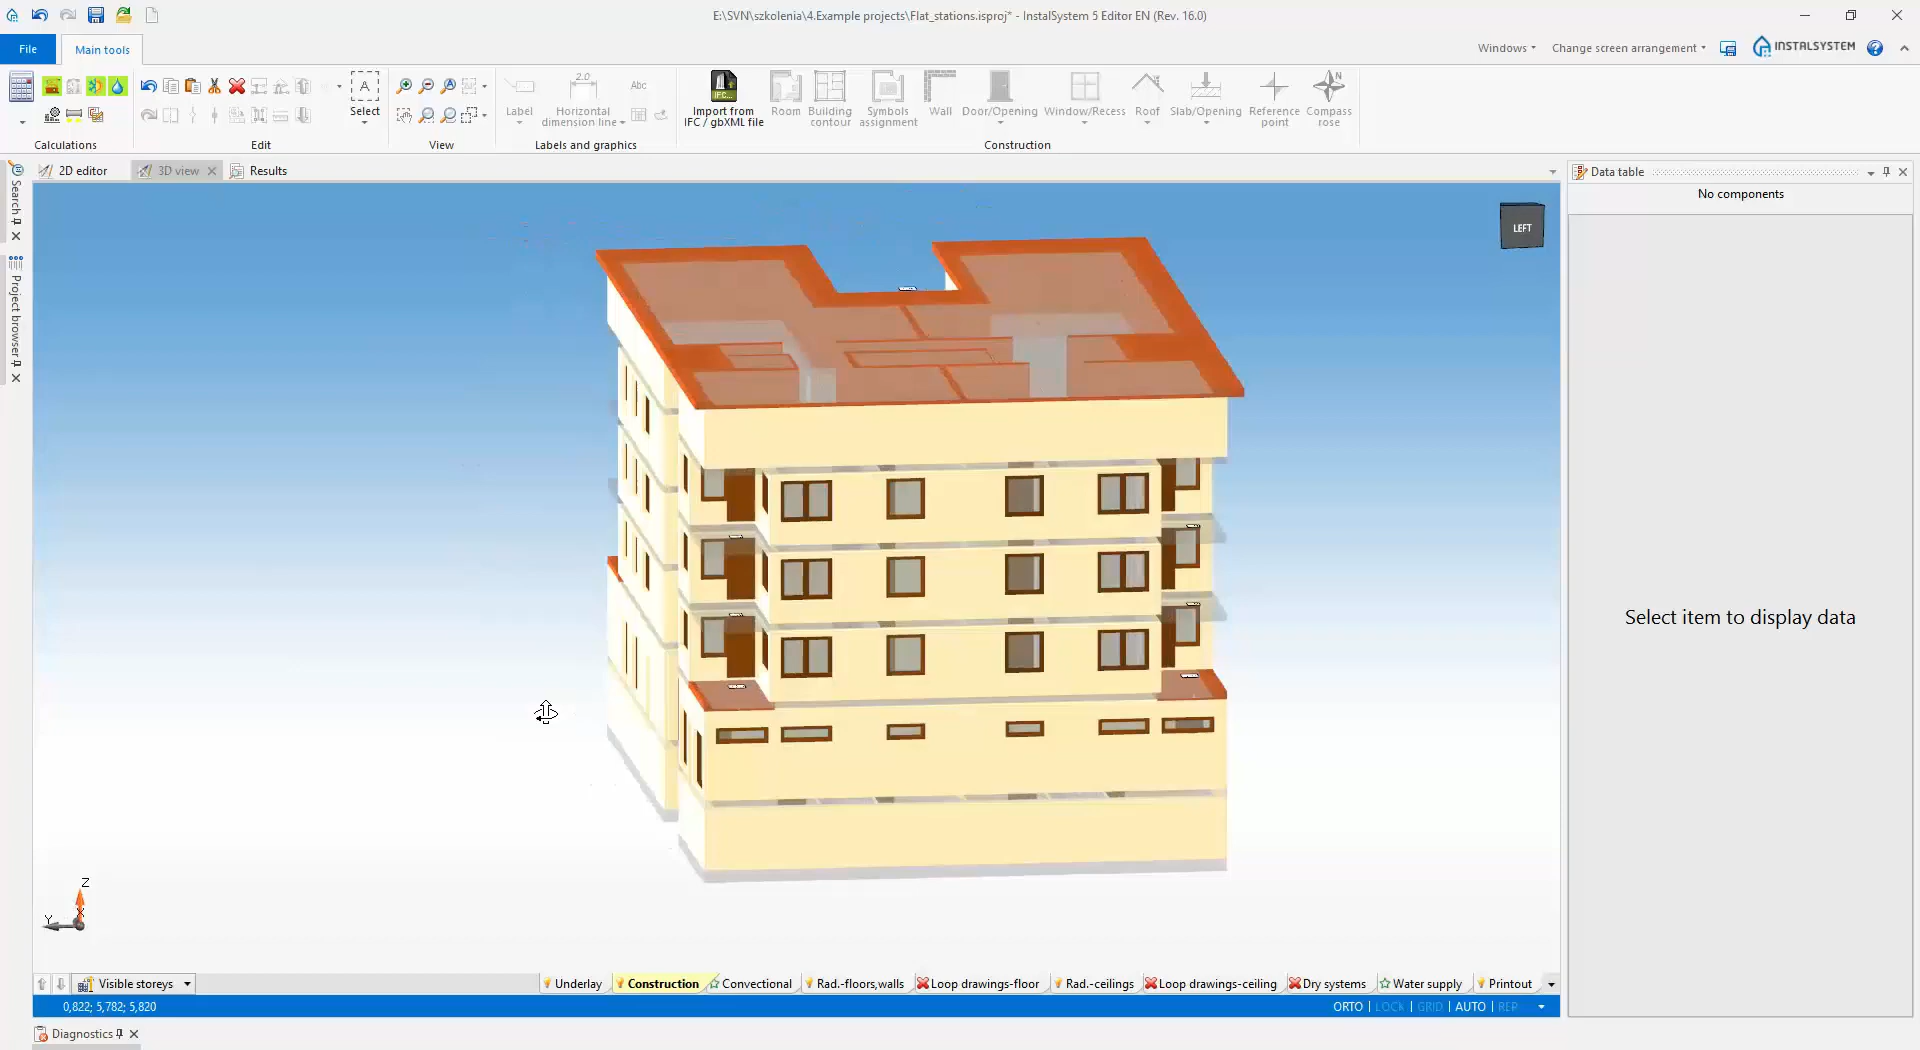 E:\SVN\szkolenia\4.Example projects\Flat_stations.isproj* - InstalSystem 5 Editor EN (Rev. 16.0)
File
Main tools
Windows
Change screen arrangement
INSTALSYSTEM
Calculations
A
Select
Edit
View
Label
2.0
Horizontal
dimension line
Abc
Labels and graphics
IFC...
Import from
IFC / gbXML file
Room
Building
contour
Symbols
assignment
Wall
Door/Opening
Window/Recess
Roof
Slab/Opening
Reference
point
N
Compass
rose
Construction
2D editor
3D view
Results
Data table
No components
Search
Project browser
LEFT
Select item to display data
Z
X
Y
Visible storeys
Underlay
Construction
Convectional
Rad.-floors,walls
Loop drawings-floor
Rad.-ceilings
Loop drawings-ceiling
Dry systems
Water supply
Printout
0,822; 5,782; 5,820
ORTO | LOCK | GRID | AUTO | REP
Diagnostics